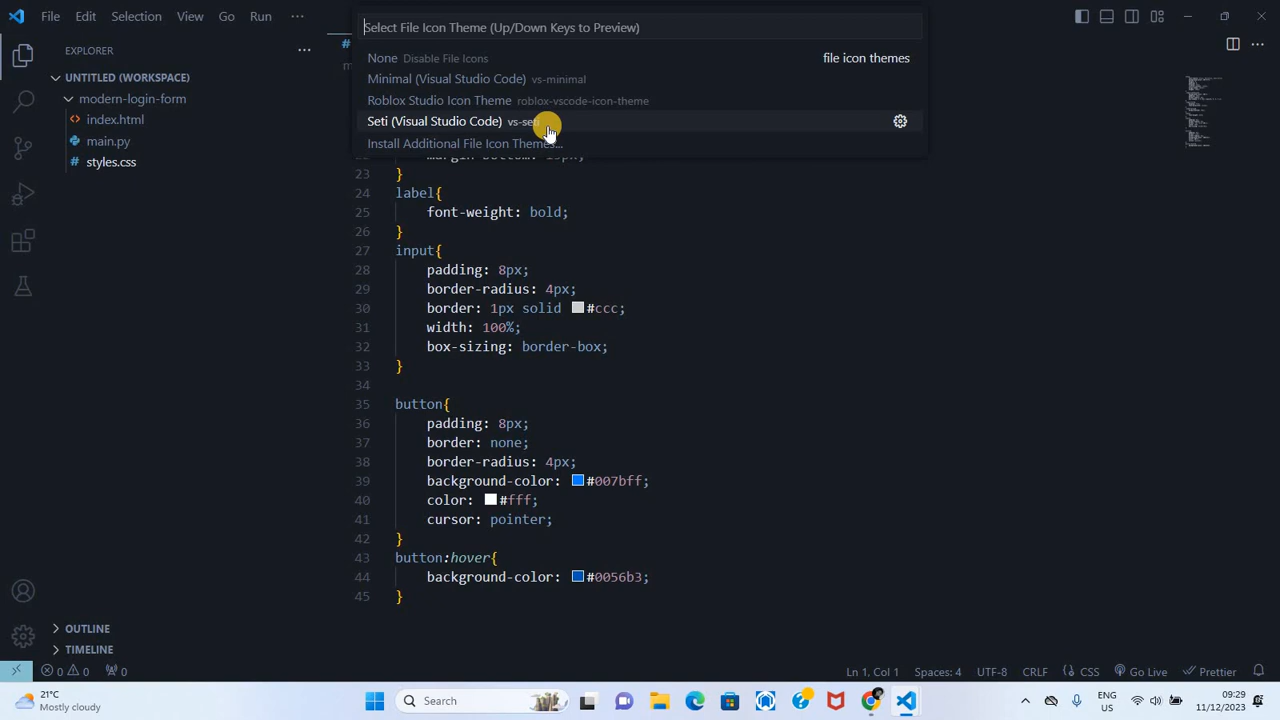 File Edit Selection View Go Run ...
Select File Icon Theme (Up/Down Keys to Preview)
None Disable File Icons file icon themes
Minimal (Visual Studio Code) vs-minimal
Roblox Studio Icon Theme roblox-vscode-icon-theme
Seti (Visual Studio Code) vs-seti
Install Additional File Icon Themes...
EXPLORER
UNTITLED (WORKSPACE)
modern-login-form
<> index.html
main.py
# styles.css
23 }
24 label{
25 font-weight: bold;
26 }
27 input{
28 padding: 8px;
29 border-radius: 4px;
30 border: 1px solid #ccc;
31 width: 100%;
32 box-sizing: border-box;
33 }
34
35 button{
36 padding: 8px;
37 border: none;
38 border-radius: 4px;
39 background-color: #007bff;
40 color: #fff;
41 cursor: pointer;
42 }
43 button:hover{
44 background-color: #0056b3;
45 }
OUTLINE
TIMELINE
0 0 0 Ln 1, Col 1 Spaces: 4 UTF-8 CRLF CSS Go Live Prettier
21°C
Mostly cloudy
Search
ENG
US
09:29
11/12/2023